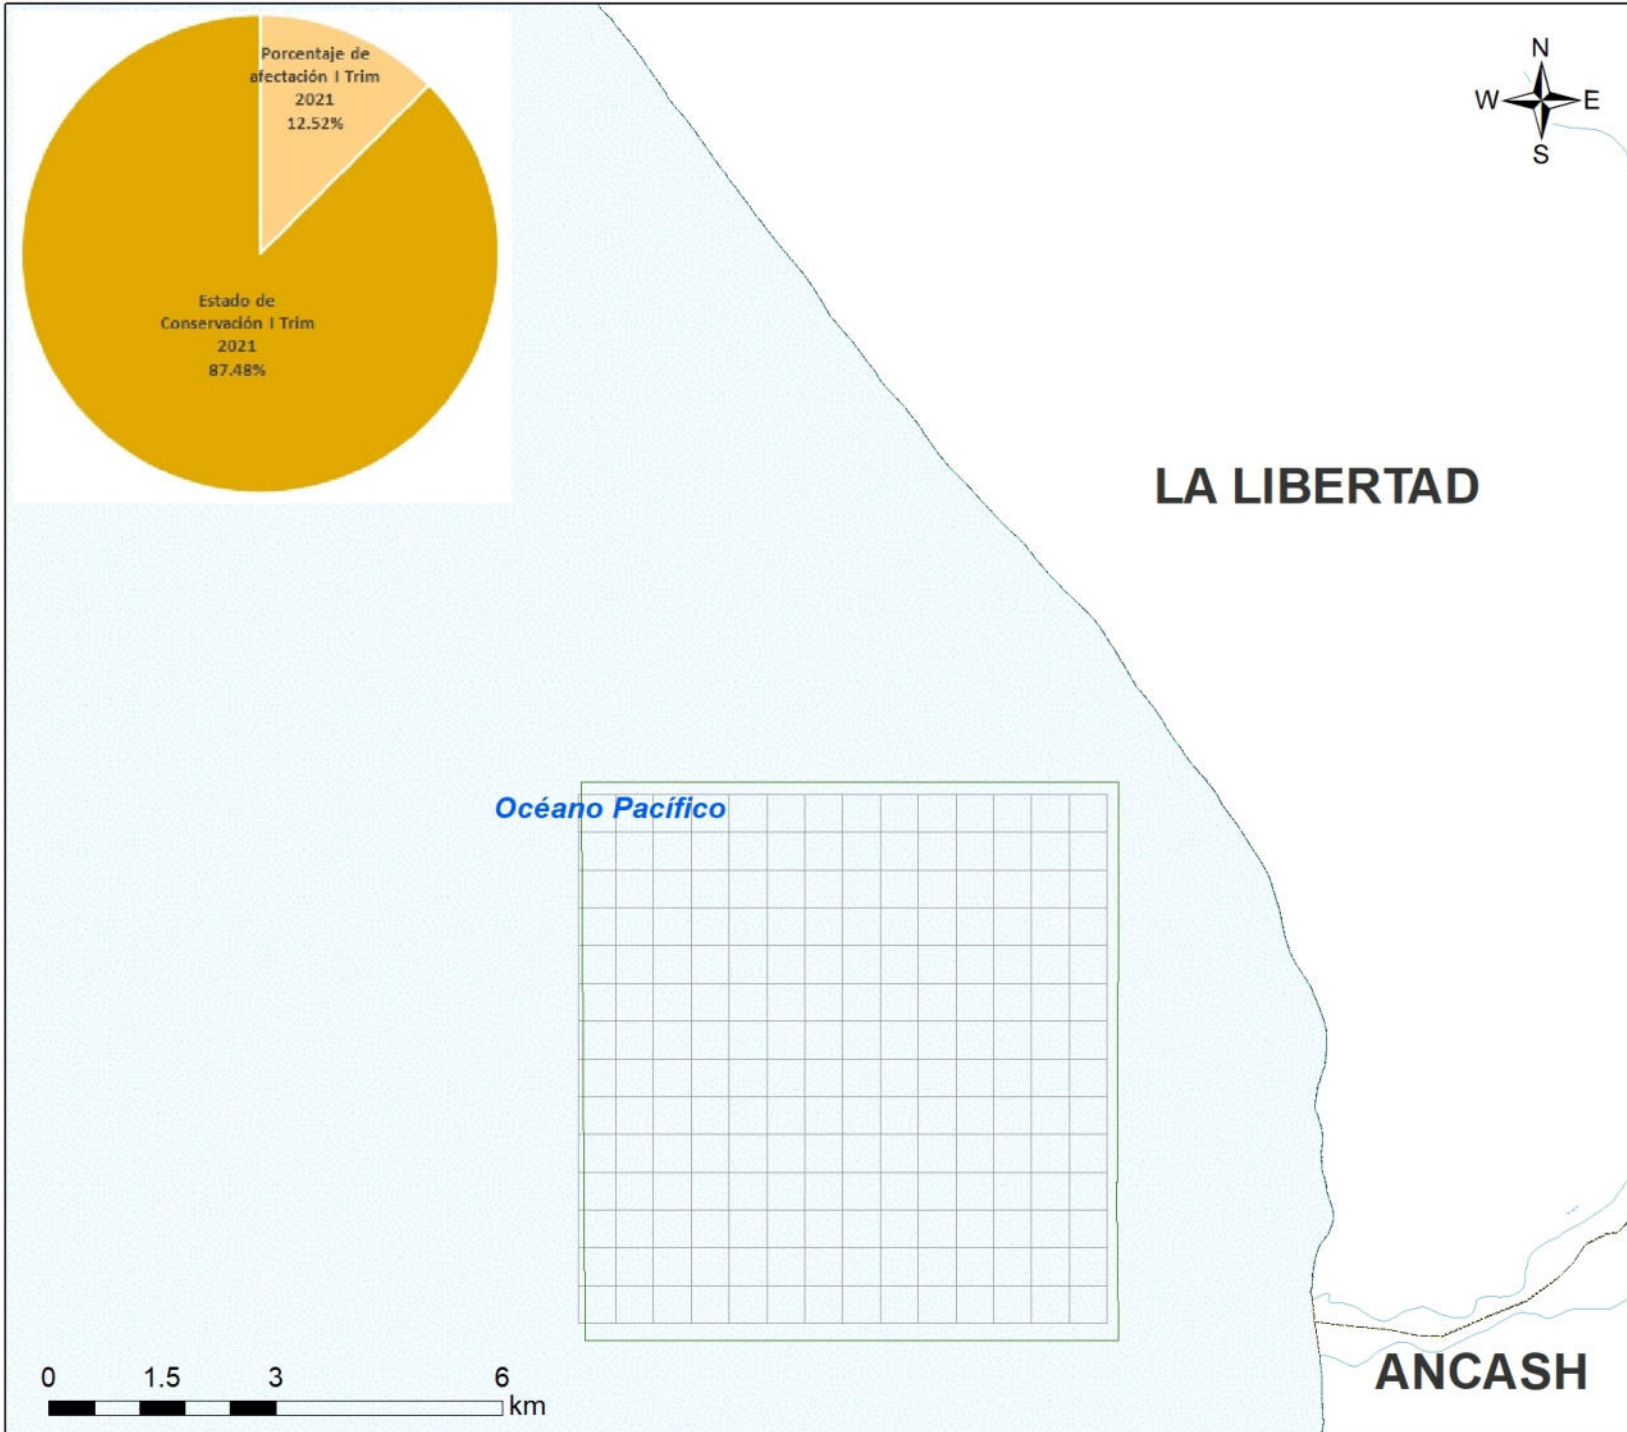 Porcentaje de
afectación I Trim
2021
12.52%
Estado de
Conservación I Trim
2021
87.48%
N
W
E
S
LA LIBERTAD
Océano Pacífico
ANCASH
0 1.5 3 6
km